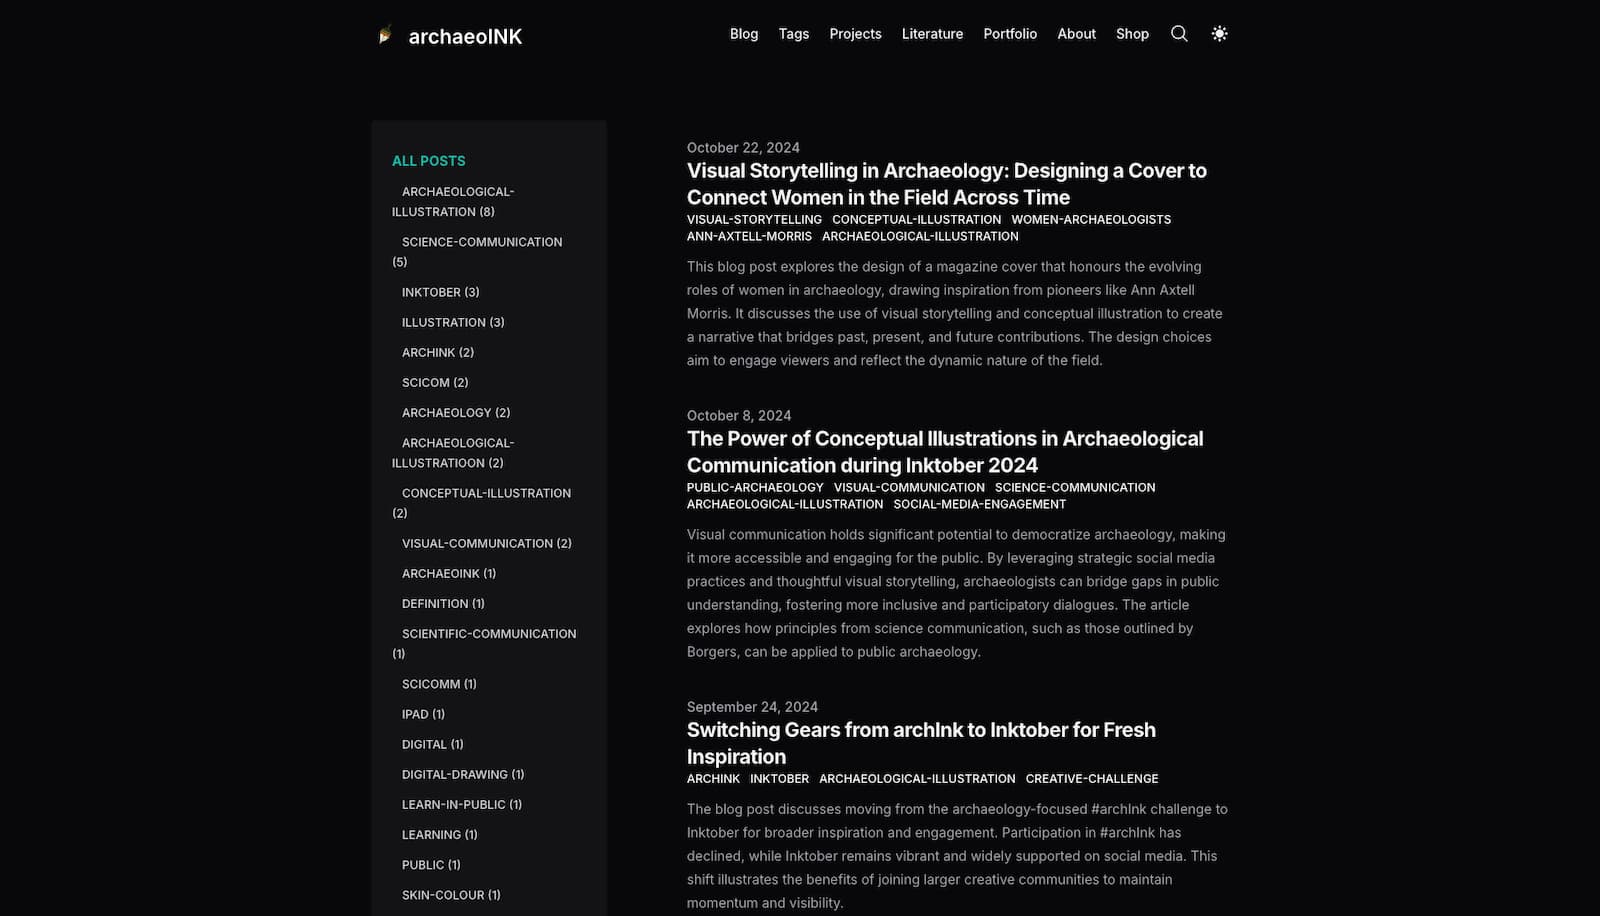 archaeoINK
Blog Tags Projects Literature Portfolio About Shop
ALL POSTS
ARCHAEOLOGICAL-
ILLUSTRATION (8)
SCIENCE-COMMUNICATION
(5)
INKTOBER (3)
ILLUSTRATION (3)
ARCHINK (2)
SCICOM (2)
ARCHAEOLOGY (2)
ARCHAEOLOGICAL-
ILLUSTRATIOON (2)
CONCEPTUAL-ILLUSTRATION
(2)
VISUAL-COMMUNICATION (2)
ARCHAEOINK (1)
DEFINITION (1)
SCIENTIFIC-COMMUNICATION
(1)
SCICOMM (1)
IPAD (1)
DIGITAL (1)
DIGITAL-DRAWING (1)
LEARN-IN-PUBLIC (1)
LEARNING (1)
PUBLIC (1)
SKIN-COLOUR (1)
October 22, 2024
Visual Storytelling in Archaeology: Designing a Cover to
Connect Women in the Field Across Time
VISUAL-STORYTELLING CONCEPTUAL-ILLUSTRATION WOMEN-ARCHAEOLOGISTS
ANN-AXTELL-MORRIS ARCHAEOLOGICAL-ILLUSTRATION
This blog post explores the design of a magazine cover that honours the evolving
roles of women in archaeology, drawing inspiration from pioneers like Ann Axtell
Morris. It discusses the use of visual storytelling and conceptual illustration to create
a narrative that bridges past, present, and future contributions. The design choices
aim to engage viewers and reflect the dynamic nature of the field.
October 8, 2024
The Power of Conceptual Illustrations in Archaeological
Communication during Inktober 2024
PUBLIC-ARCHAEOLOGY VISUAL-COMMUNICATION SCIENCE-COMMUNICATION
ARCHAEOLOGICAL-ILLUSTRATION SOCIAL-MEDIA-ENGAGEMENT
Visual communication holds significant potential to democratize archaeology, making
it more accessible and engaging for the public. By leveraging strategic social media
practices and thoughtful visual storytelling, archaeologists can bridge gaps in public
understanding, fostering more inclusive and participatory dialogues. The article
explores how principles from science communication, such as those outlined by
Borgers, can be applied to public archaeology.
September 24, 2024
Switching Gears from archInk to Inktober for Fresh
Inspiration
ARCHINK INKTOBER ARCHAEOLOGICAL-ILLUSTRATION CREATIVE-CHALLENGE
The blog post discusses moving from the archaeology-focused #archInk challenge to
Inktober for broader inspiration and engagement. Participation in #archInk has
declined, while Inktober remains vibrant and widely supported on social media. This
shift illustrates the benefits of joining larger creative communities to maintain
momentum and visibility.